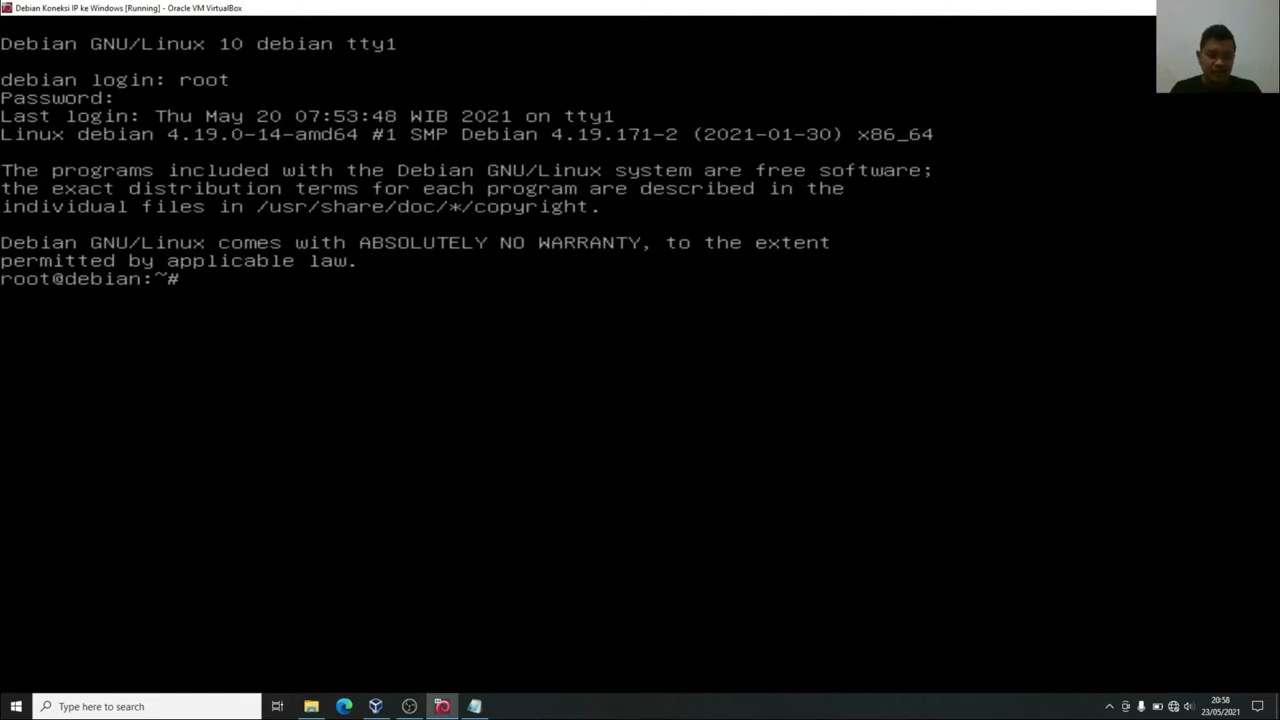 Debian Koneksi IP ke Windows [Running] - Oracle VM VirtualBox
Debian GNU/Linux 10 debian tty1
debian login: root
Password:
Last login: Thu May 20 07:53:48 WIB 2021 on tty1
Linux debian 4.19.0-14-amd64 #1 SMP Debian 4.19.171-2 (2021-01-30) x86_64
The programs included with the Debian GNU/Linux system are free software;
the exact distribution terms for each program are described in the
individual files in /usr/share/doc/*/copyright.
Debian GNU/Linux comes with ABSOLUTELY NO WARRANTY, to the extent
permitted by applicable law.
root@debian:~#
Type here to search
20:58
23/05/2021